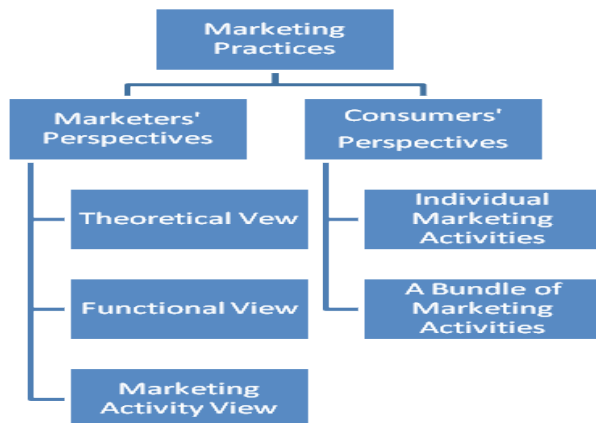 Marketing
Practices
Marketers'
Perspectives
Consumers'
Perspectives
Theoretical Vew
Functional View
Marketing
Activity View
Individual
Marketing
Activities
A Bundle of
Marketing
Activities